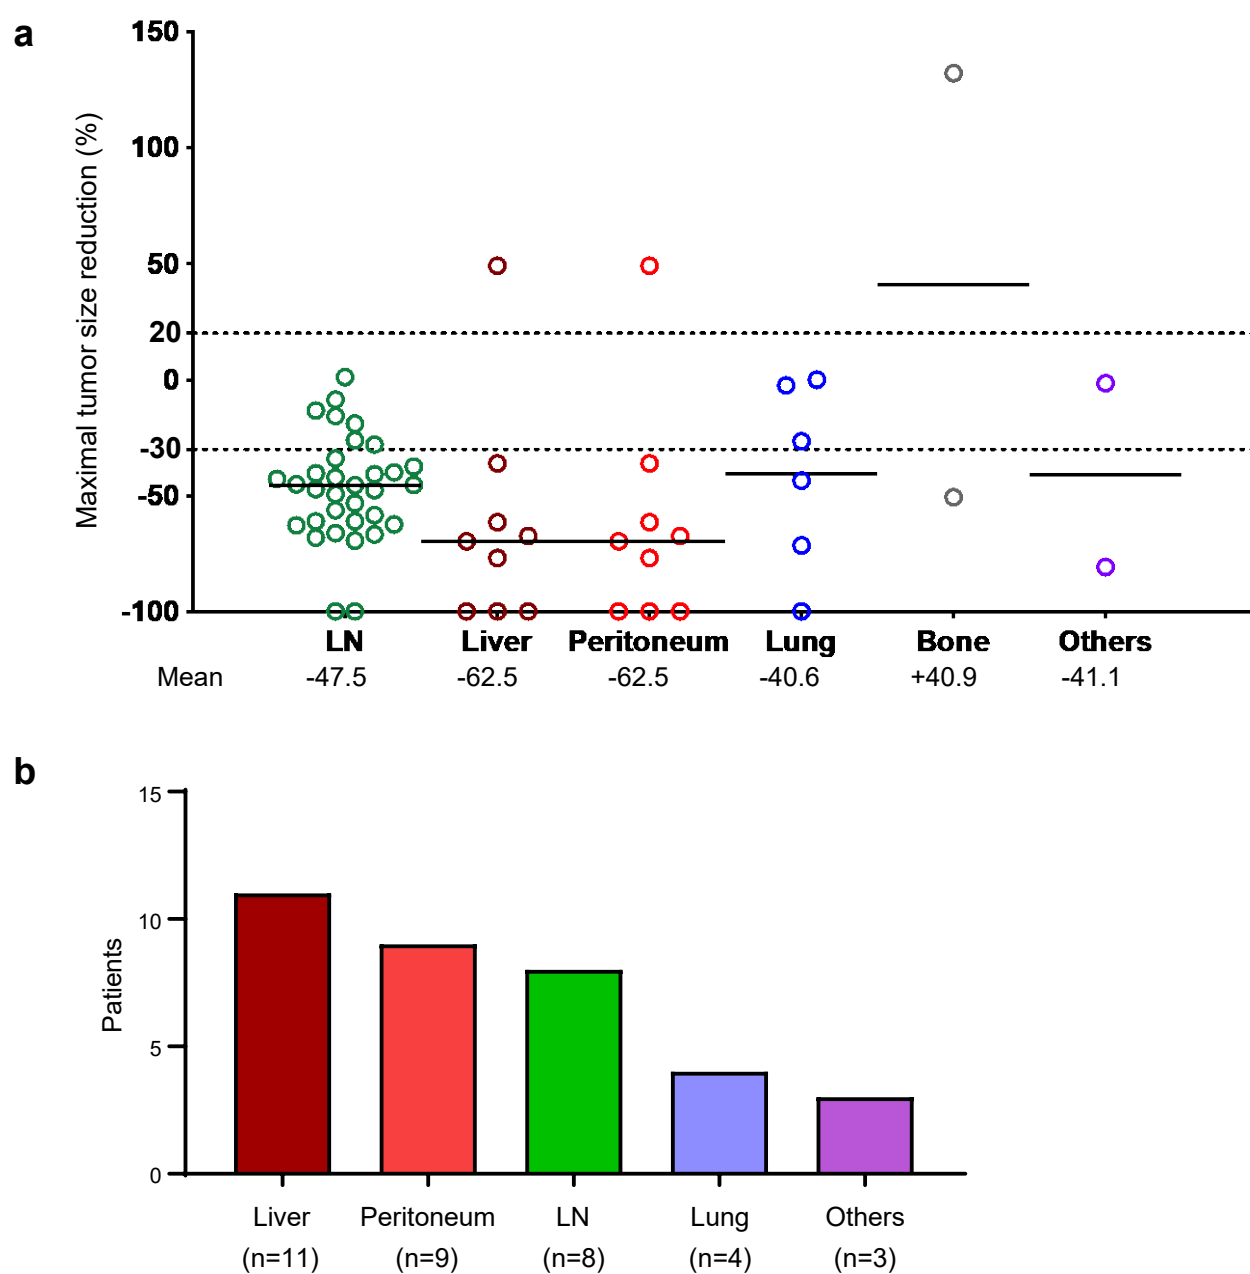 a
Maximal tumor size reduction (%)
150
100
50
20
0
-30
-50
-100
LN Liver Peritoneum Lung Bone Others
Mean -47.5 -62.5 -62.5 -40.6 +40.9 -41.1
b
Patients
15
10
5
0
Liver Peritoneum LN Lung Others
(n=11) (n=9) (n=8) (n=4) (n=3)